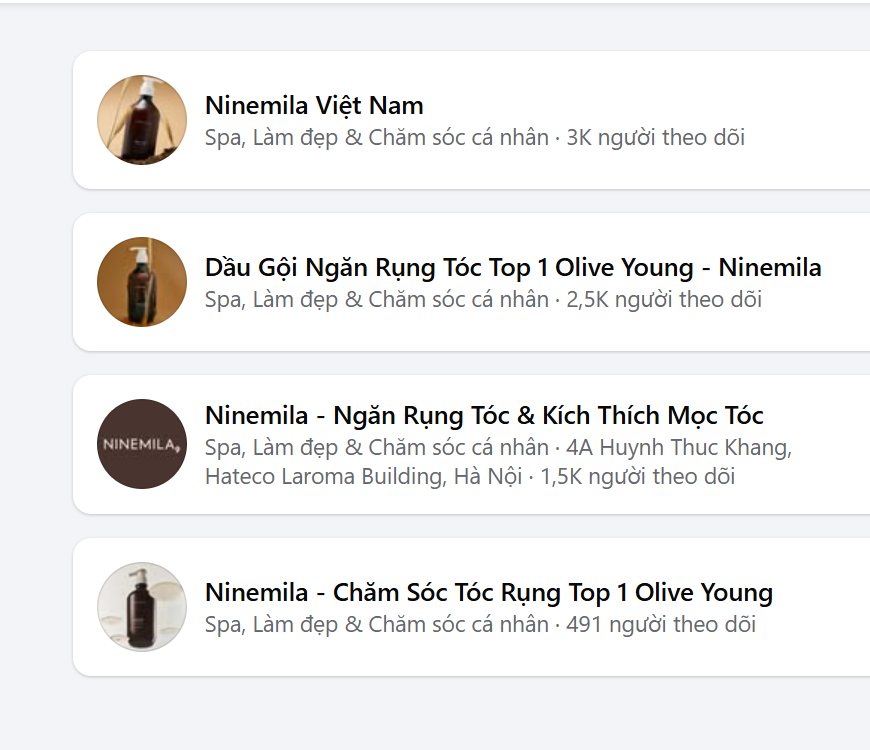 Ninemila Việt Nam
Spa, Làm đẹp & Chăm sóc cá nhân · 3K người theo dõi
Dầu Gội Ngăn Rụng Tóc Top 1 Olive Young - Ninemila
Spa, Làm đẹp & Chăm sóc cá nhân · 2,5K người theo dõi
Ninemila - Ngăn Rụng Tóc & Kích Thích Mọc Tóc
NINEMILA,
Spa, Làm đẹp & Chăm sóc cá nhân · 4A Huynh Thuc Khang,
Hateco Laroma Building, Hà Nội · 1,5K người theo dõi
Ninemila - Chăm Sóc Tóc Rụng Top 1 Olive Young
Spa, Làm đẹp & Chăm sóc cá nhân · 491 người theo dõi